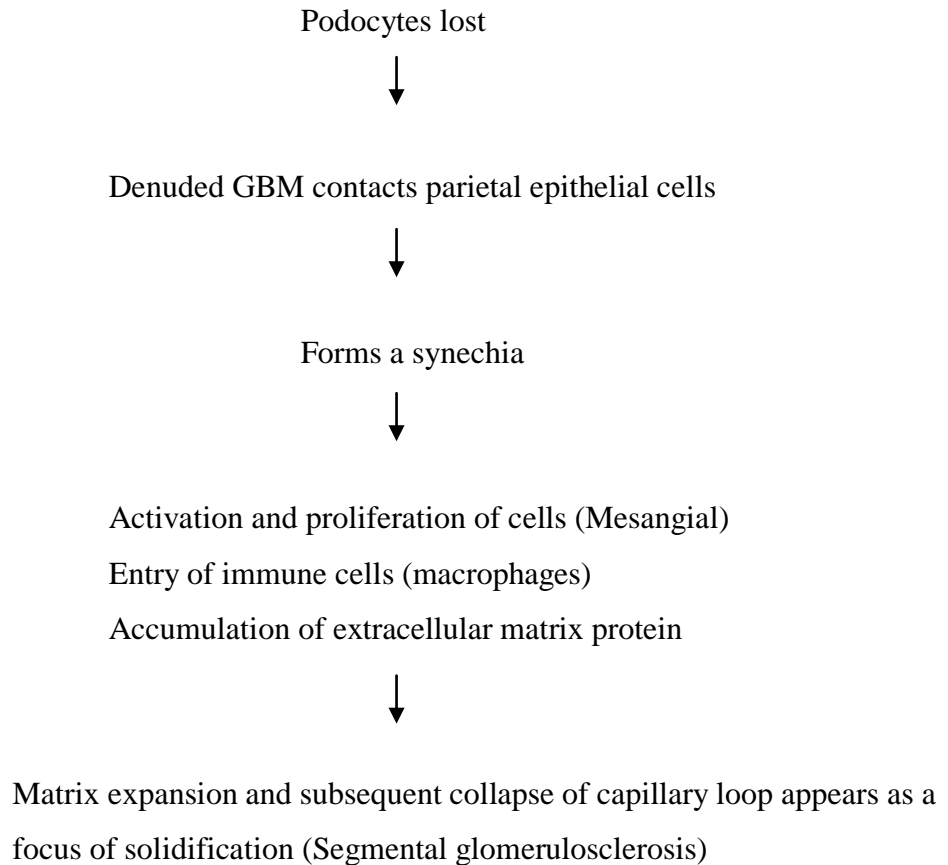 Podocytes lost
Denuded GBM contacts parietal epithelial cells
Forms a synechia
Activation and proliferation of cells (Mesangial)
Entry of immune cells (macrophages)
Accumulation of extracellular matrix protein
Matrix expansion and subsequent collapse of capillary loop appears as a
focus of solidification (Segmental glomerulosclerosis)